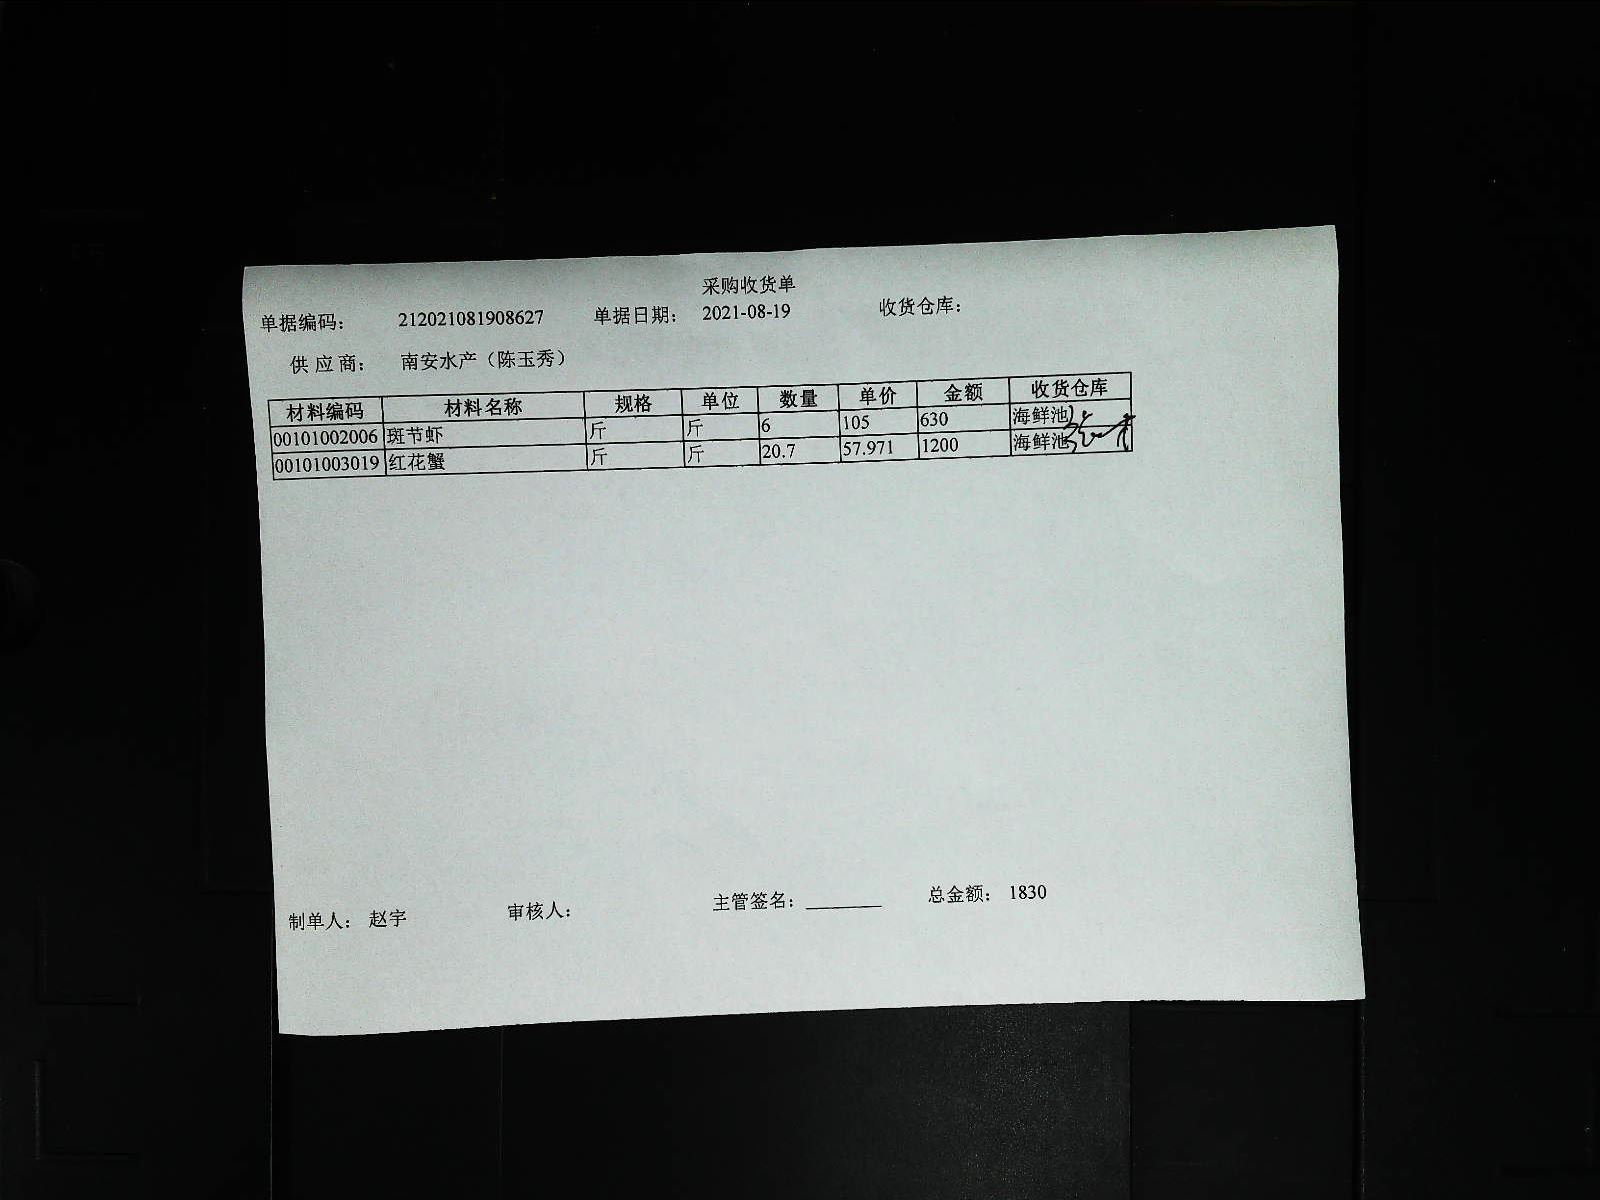 采购收货单
单据编码： 212021081908627 单据日期： 2021-08-19 收货仓库：
供应商： 南安水产（陈玉秀）
材料编码 材料名称 规格 单位 数量 单价 金额 收货仓库
00101002006 斑节虾 斤 斤 6 105 630 海鲜池
00101003019 红花蟹 斤 斤 20.7 57.971 1200 海鲜池
制单人： 赵宇 审核人： 主管签名：________ 总金额： 1830